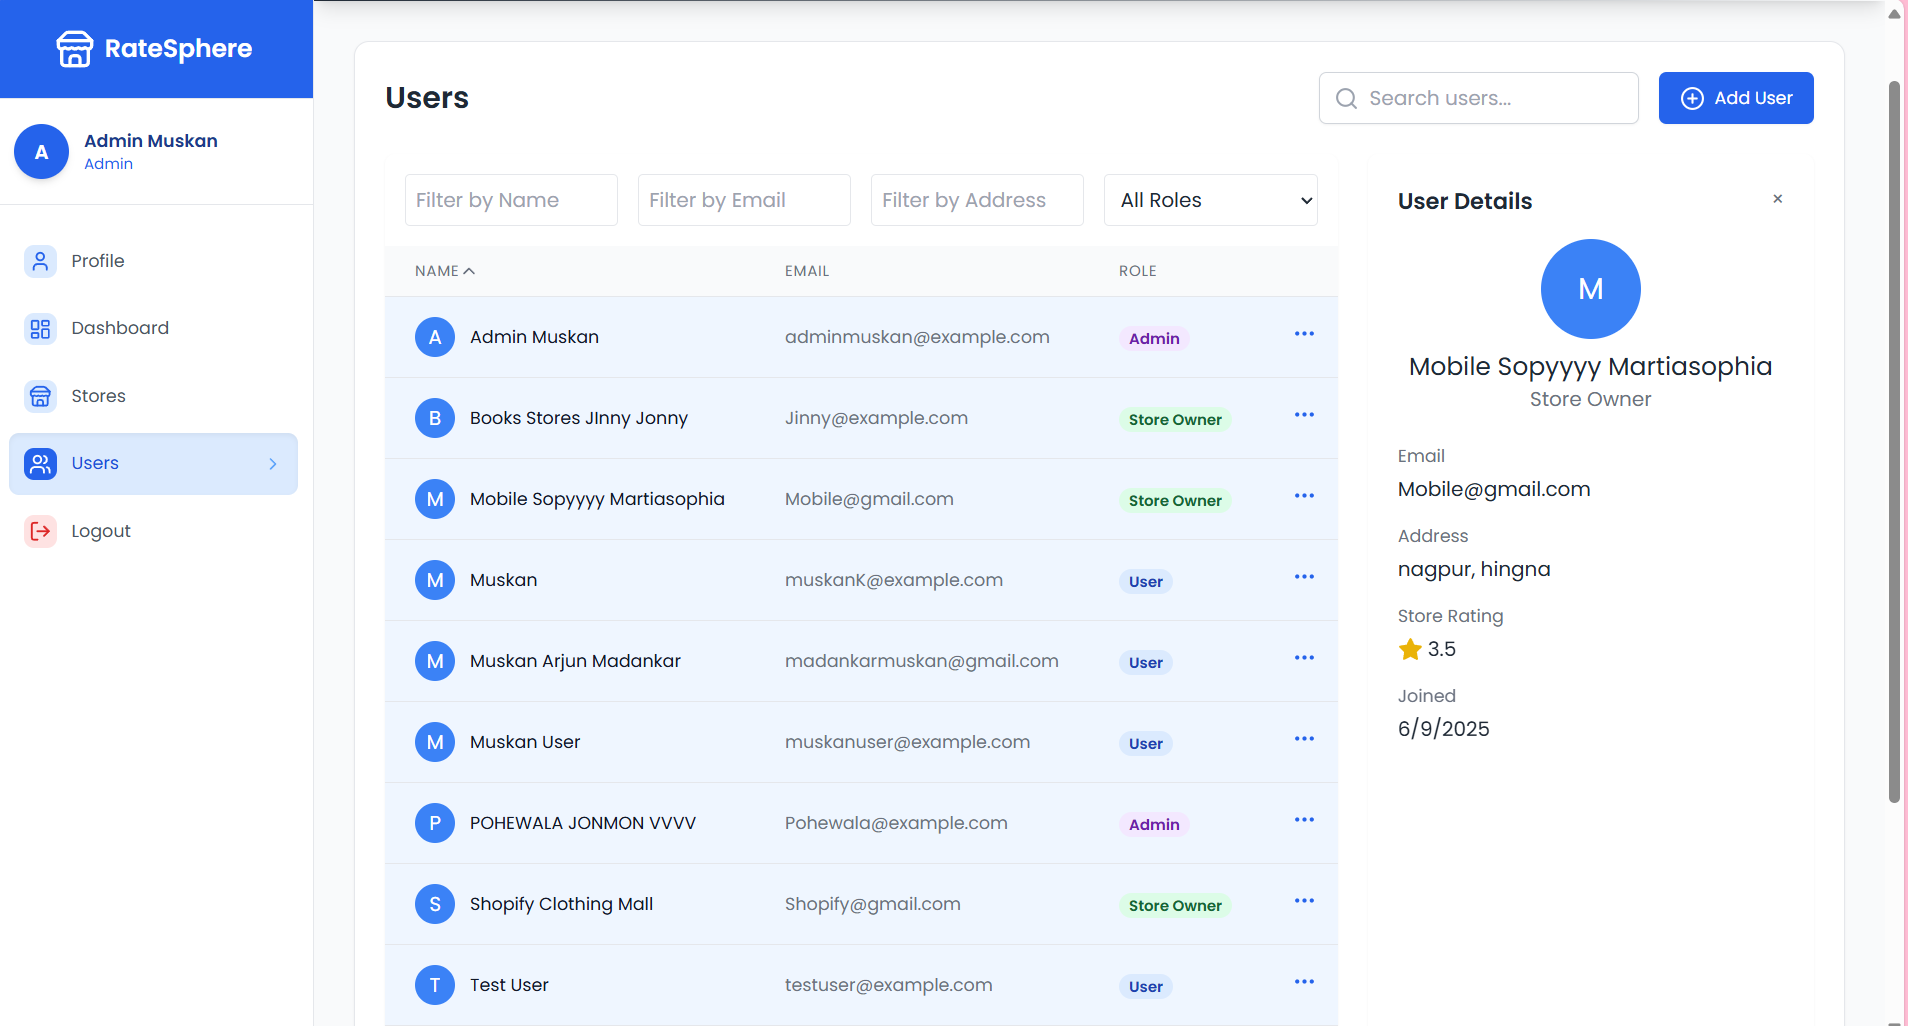 RateSphere
A
Admin Muskan
Admin
Profile
Dashboard
Stores
Users
Logout
Users
Search users...
Add User
Filter by Name
Filter by Email
Filter by Address
All Roles
NAME EMAIL ROLE
A Admin Muskan adminmuskan@example.com Admin
B Books Stores JInny Jonny Jinny@example.com Store Owner
M Mobile Sopyyyy Martiasophia Mobile@gmail.com Store Owner
M Muskan muskanK@example.com User
M Muskan Arjun Madankar madankarmuskan@gmail.com User
M Muskan User muskanuser@example.com User
P POHEWALA JONMON VVVV Pohewala@example.com Admin
S Shopify Clothing Mall Shopify@gmail.com Store Owner
T Test User testuser@example.com User
User Details
M
Mobile Sopyyyy Martiasophia
Store Owner
Email
Mobile@gmail.com
Address
nagpur, hingna
Store Rating
3.5
Joined
6/9/2025